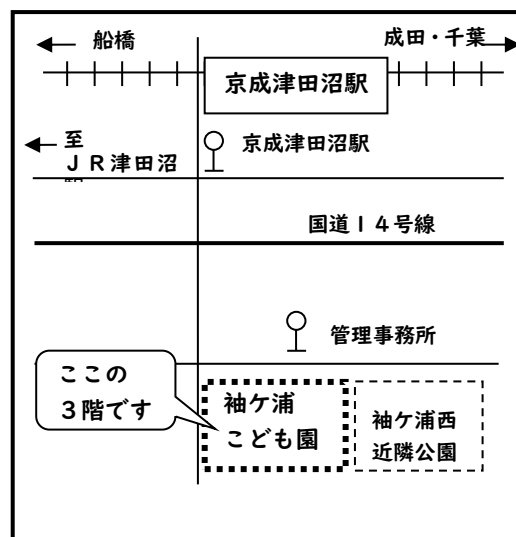 船橋
成田・千葉
京成津田沼駅
至
京成津田沼駅
ＪＲ津田沼
国道１４号線
管理事務所
ここの
３階です
袖ケ浦
こども園
袖ケ浦西
近隣公園